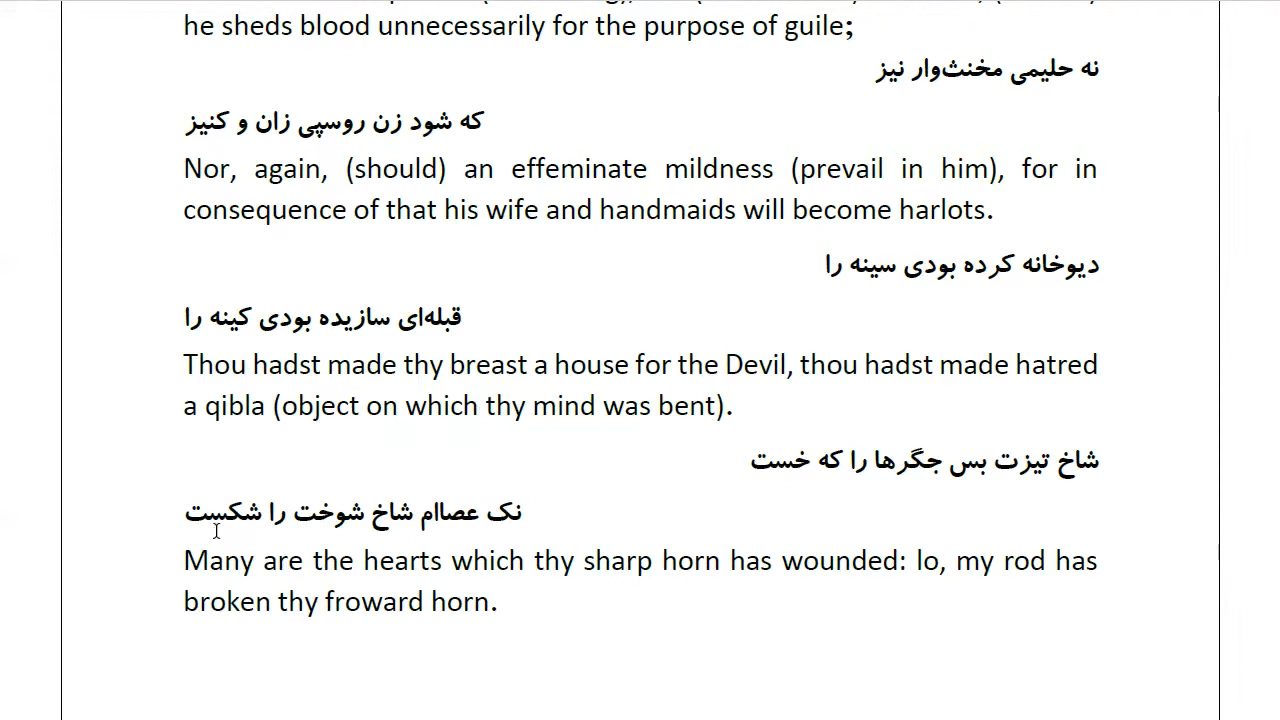 he sheds blood unnecessarily for the purpose of guile;
نه حلیمی مخنث‌وار نیز
که شود زن روسپی زان و کنیز
Nor, again, (should) an effeminate mildness (prevail in him), for in
consequence of that his wife and handmaids will become harlots.
دیوخانه کرده بودی سینه را
قبله‌ای سازیده بودی کینه را
Thou hadst made thy breast a house for the Devil, thou hadst made hatred
a qibla (object on which thy mind was bent).
شاخ تیزت بس جگرها را که خست
نک عصاام شاخ شوخت را شکست
Many are the hearts which thy sharp horn has wounded: lo, my rod has
broken thy froward horn.